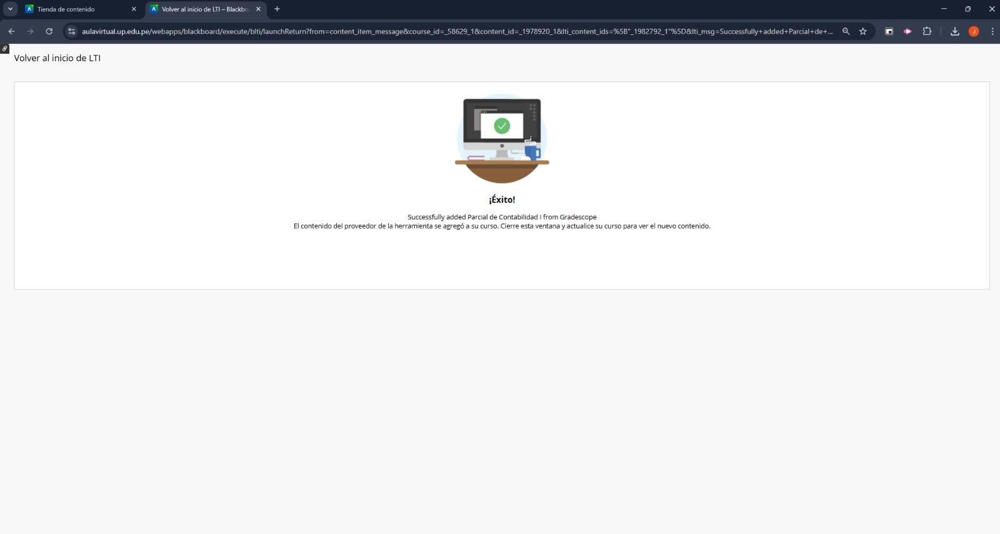 Tienda de contenido
Volver al inicio de LTI – Blackbo
aulavirtual.up.edu.pe/webapps/blackboard/execute/blti/launchReturn?from=content_item_message&course_id=_58629_1&content_id=_1978920_1&lti_content_ids=%5B"_1982792_1"%5D&lti_msg=Successfully+added+Parcial+de+...
J
Volver al inicio de LTI
¡Éxito!
Successfully added Parcial de Contabilidad I from Gradescope
El contenido del proveedor de la herramienta se agregó a su curso. Cierre esta ventana y actualice su curso para ver el nuevo contenido.